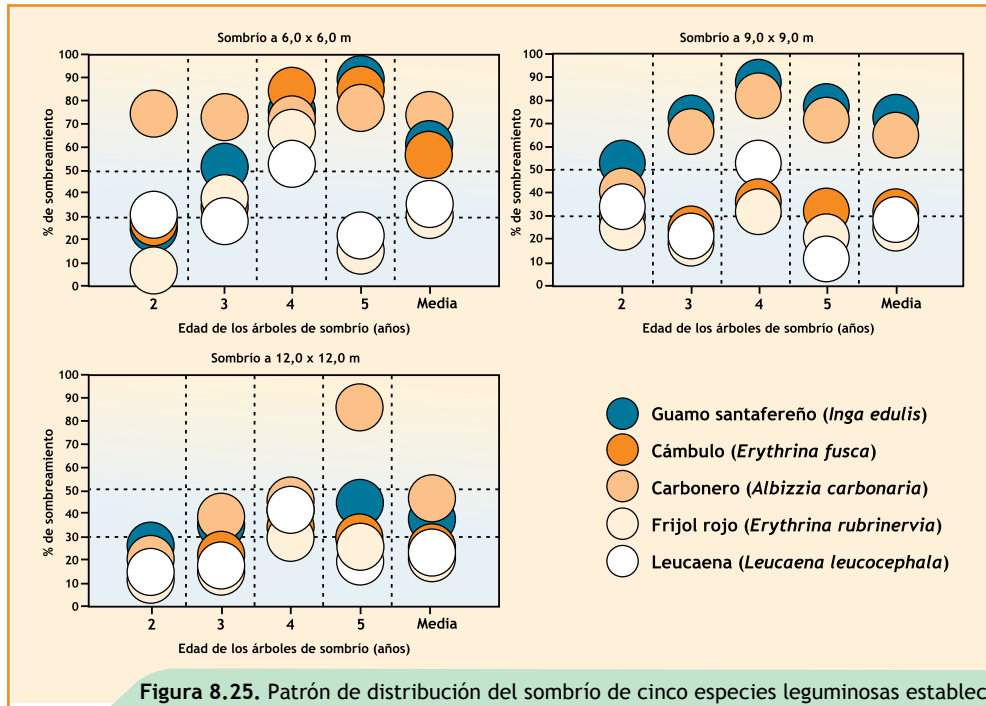 Sombrío a 6,0 x 6,0 m
% de sombreamiento
100
90
80
70
60
50
40
30
20
10
0
2 3 4 5 Media
Edad de los árboles de sombrío (años)
Sombrío a 9,0 x 9,0 m
% de sombreamiento
100
90
80
70
60
50
40
30
20
10
0
2 3 4 5 Media
Edad de los árboles de sombrío (años)
Sombrío a 12,0 x 12,0 m
% de sombreamiento
100
90
80
70
60
50
40
30
20
10
0
2 3 4 5 Media
Edad de los árboles de sombrío (años)
Guamo santafereño (Inga edulis)
Cámbulo (Erythrina fusca)
Carbonero (Albizzia carbonaria)
Frijol rojo (Erythrina rubrinervia)
Leucaena (Leucaena leucocephala)
Figura 8.25. Patrón de distribución del sombrío de cinco especies leguminosas establec